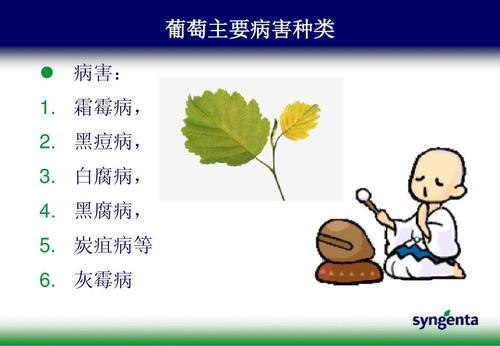 葡萄主要病害种类
● 病害：
1. 霜霉病，
2. 黑痘病，
3. 白腐病，
4. 黑腐病，
5. 炭疽病等
6. 灰霉病
syngenta